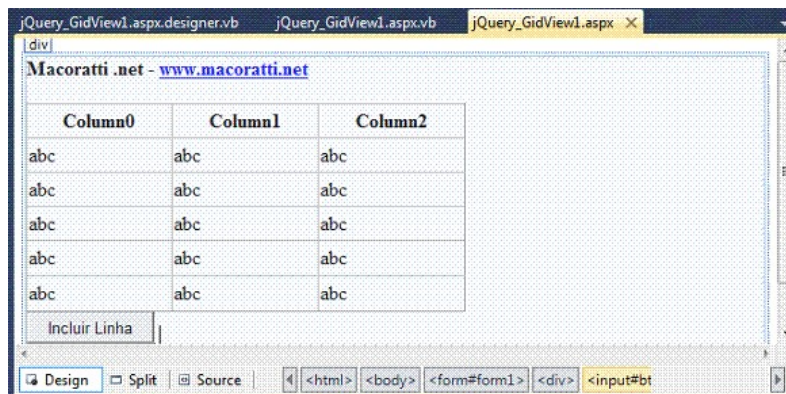 jQuery_GidView1.aspx.designer.vb jQuery_GidView1.aspx.vb jQuery_GidView1.aspx
div
Macoratti .net - www.macoratti.net
Column0 Column1 Column2
abc abc abc
abc abc abc
abc abc abc
abc abc abc
abc abc abc
Incluir Linha
Design Split Source <html> <body> <form#form1> <div> <input#bt